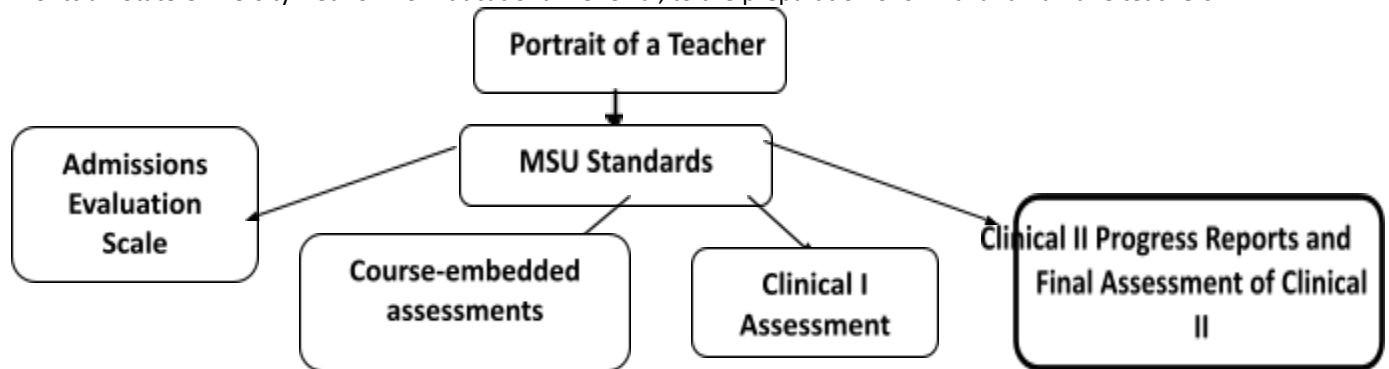 Portrait of a Teacher
MSU Standards
Admissions
Evaluation
Scale
Course-embedded
assessments
Clinical I
Assessment
Clinical II Progress Reports and
Final Assessment of Clinical
II